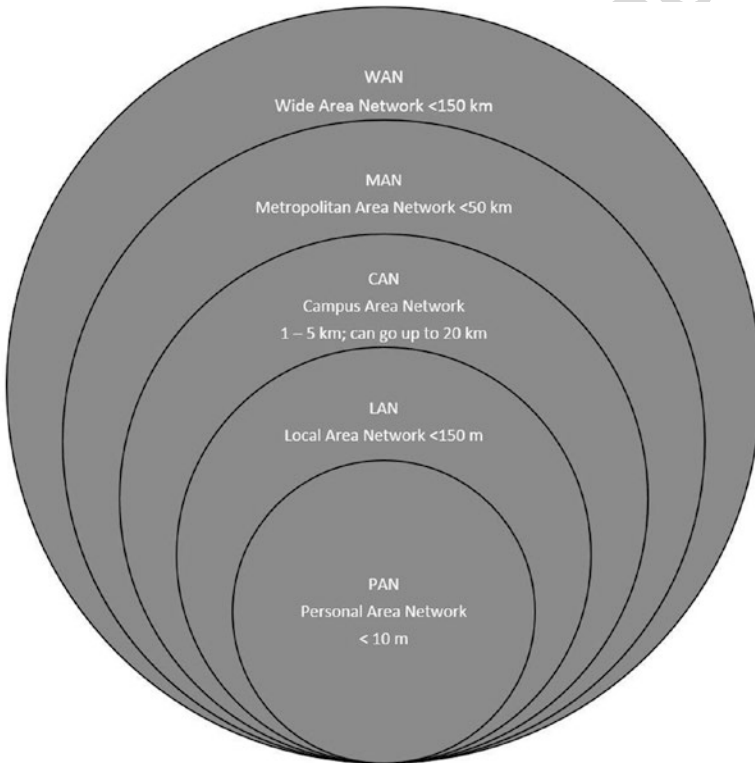 WAN
Wide Area Network <150 km
MAN
Metropolitan Area Network <50 km
CAN
Campus Area Network
1 – 5 km; can go up to 20 km
LAN
Local Area Network <150 m
PAN
Personal Area Network
< 10 m